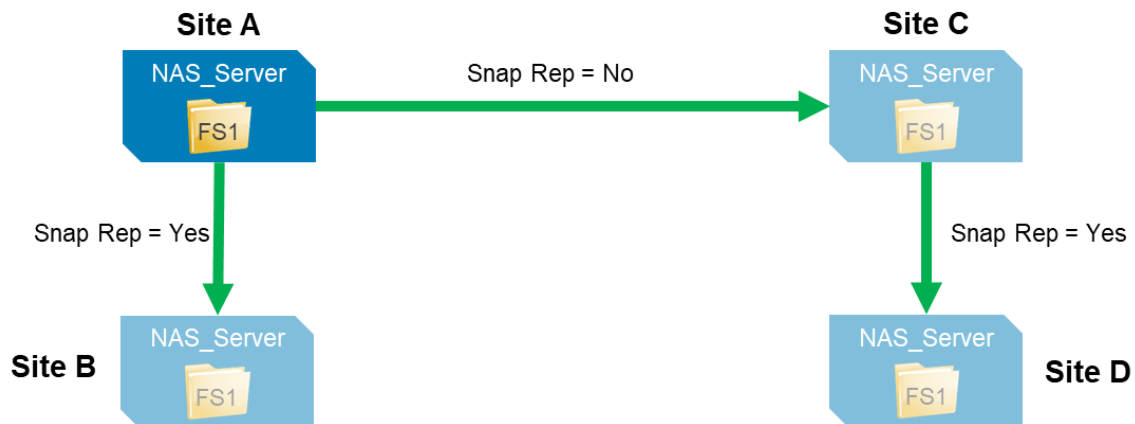 Site A
NAS_Server
FS1
Snap Rep = No
Site C
NAS_Server
FS1
Snap Rep = Yes
Snap Rep = Yes
Site B
NAS_Server
FS1
NAS_Server
FS1
Site D